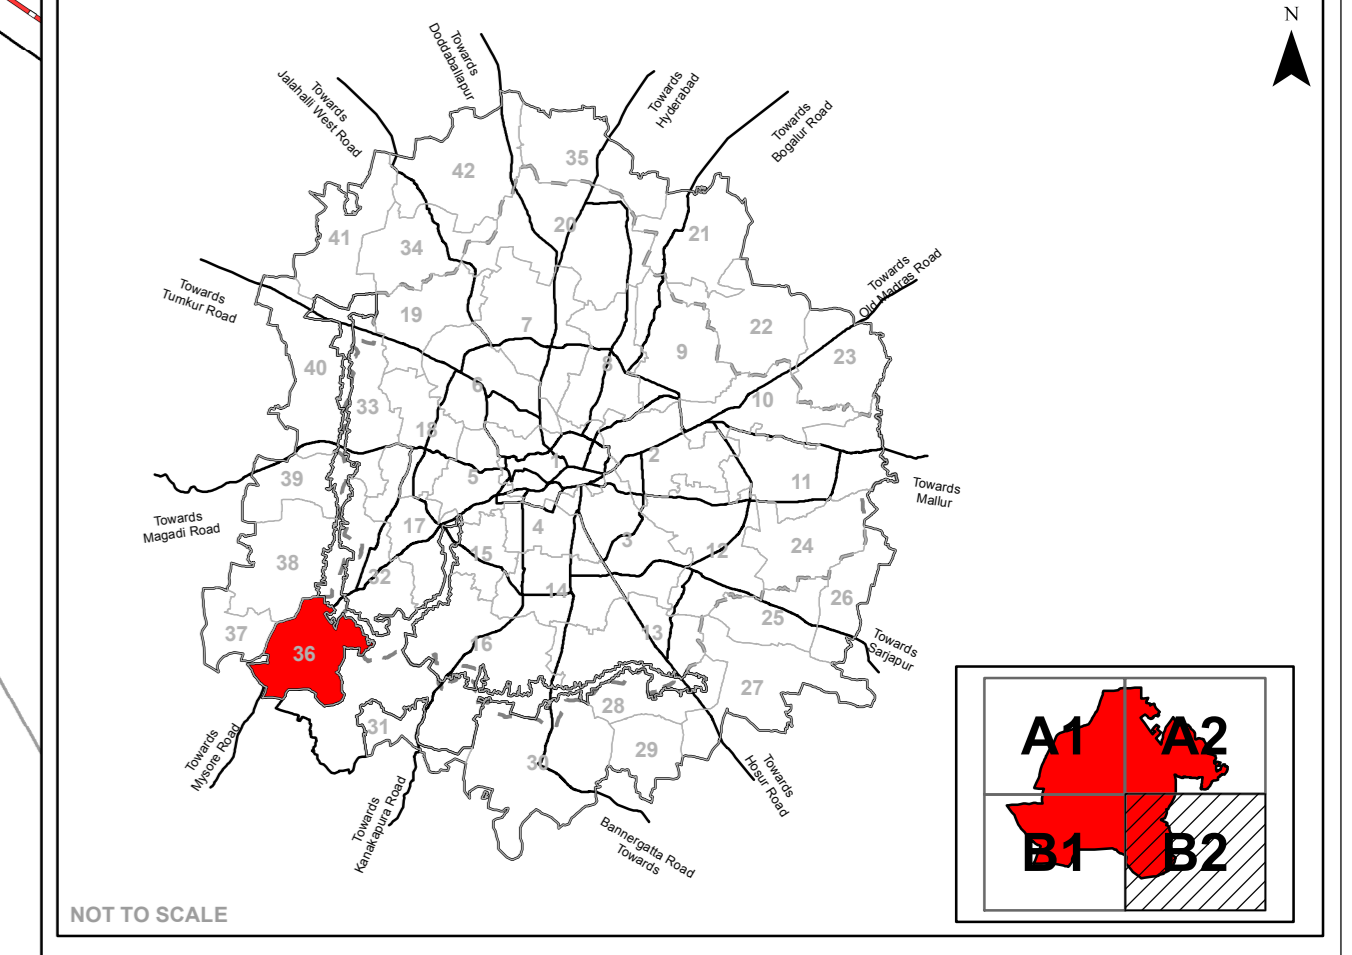 N
Towards
Doddaballapur
Towards
Jalahalli West Road
Towards
Hyderabad
Towards
Bogalur Road
42
35
20
21
41
34
Towards
Tumkur Road
Towards
Old Madras Road
19
7
22
9
8
23
40
6
33
10
18
1
2
39
5
11
Towards
Mallur
Towards
Magadi Road
17
4
3
15
12
24
38
32
14
26
25
37
16
13
36
Towards
Sarjapur
27
28
31
29
30
Towards
Mysore Road
Towards
Kanakapura Road
Bannergatta Road
Towards
Towards
Hosur Road
A1
A2
B1
B2
NOT TO SCALE